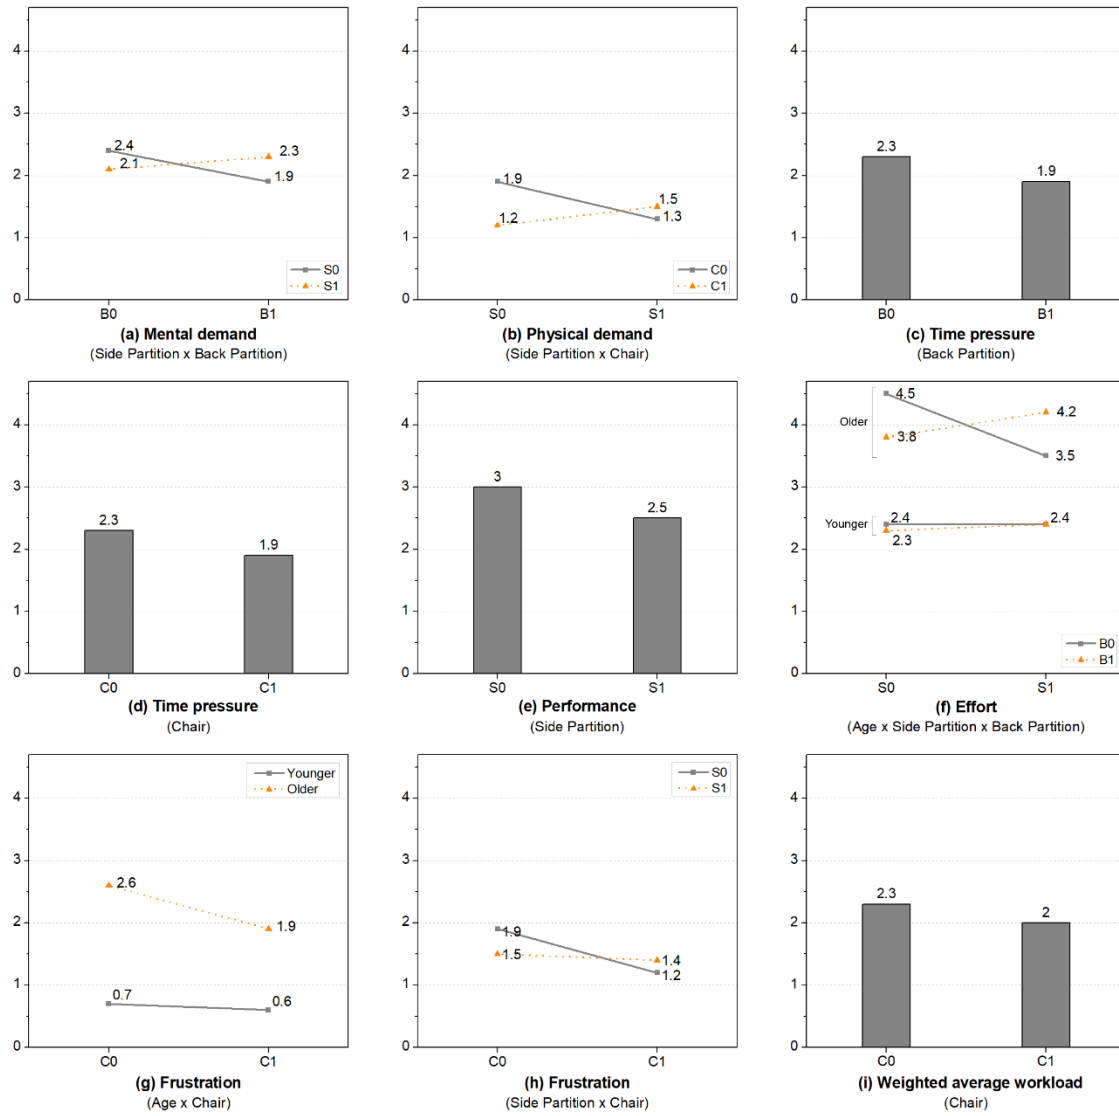 4
3
2
1
0
2.4
2.1
2.3
1.9
S0
S1
B0
B1
(a) Mental demand
(Side Partition x Back Partition)
4
3
2
1
0
1.9
1.2
1.5
1.3
C0
C1
S0
S1
(b) Physical demand
(Side Partition x Chair)
4
3
2
1
0
2.3
1.9
B0
B1
(c) Time pressure
(Back Partition)
4
3
2
1
0
2.3
1.9
C0
C1
(d) Time pressure
(Chair)
4
3
2
1
0
3
2.5
S0
S1
(e) Performance
(Side Partition)
4
3
2
1
0
Older
4.5
3.8
4.2
3.5
Younger
2.4
2.3
2.4
B0
B1
S0
S1
(f) Effort
(Age x Side Partition x Back Partition)
4
3
2
1
0
Younger
Older
2.6
1.9
0.7
0.6
C0
C1
(g) Frustration
(Age x Chair)
4
3
2
1
0
S0
S1
1.9
1.5
1.4
1.2
C0
C1
(h) Frustration
(Side Partition x Chair)
4
3
2
1
0
2.3
2
C0
C1
(i) Weighted average workload
(Chair)